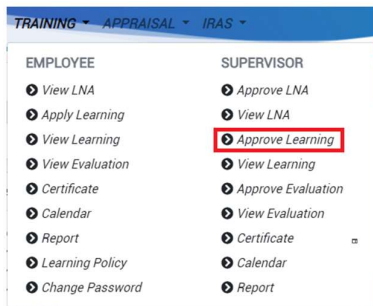 TRAINING APPRAISAL IRAS
EMPLOYEE
View LNA
Apply Learning
View Learning
View Evaluation
Certificate
Calendar
Report
Learning Policy
Change Password
SUPERVISOR
Approve LNA
View LNA
Approve Learning
View Learning
Approve Evaluation
View Evaluation
Certificate
Calendar
Report